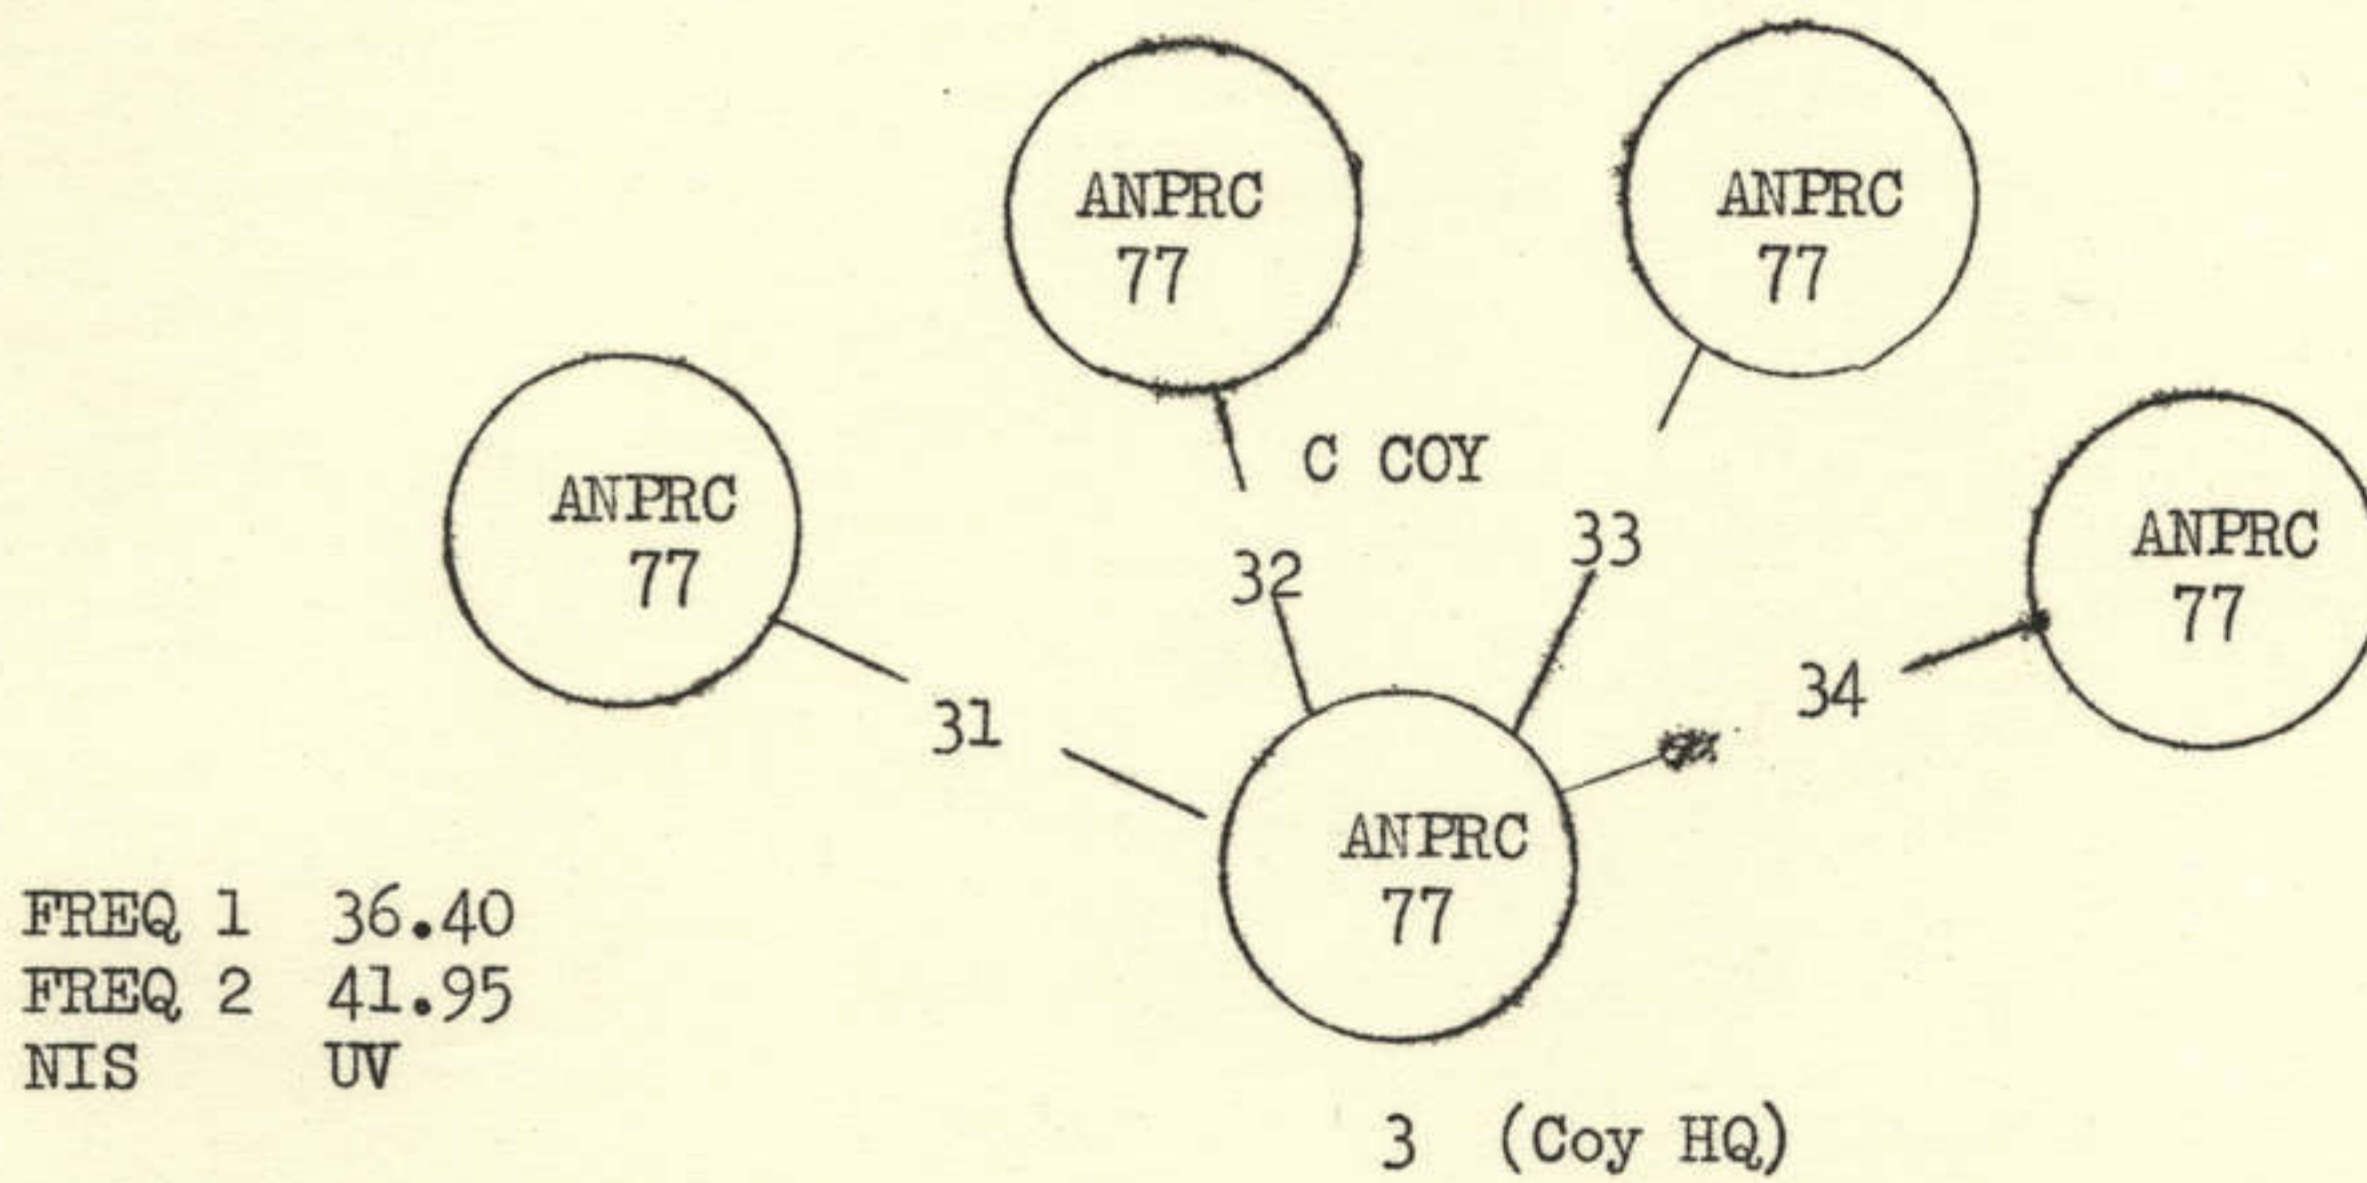 ANPRC
77
ANPRC
77
ANPRC
77
ANPRC
77
C COY
31
32
33
34
ANPRC
77
FREQ 1 36.40
FREQ 2 41.95
NIS UV
3 (Coy HQ)